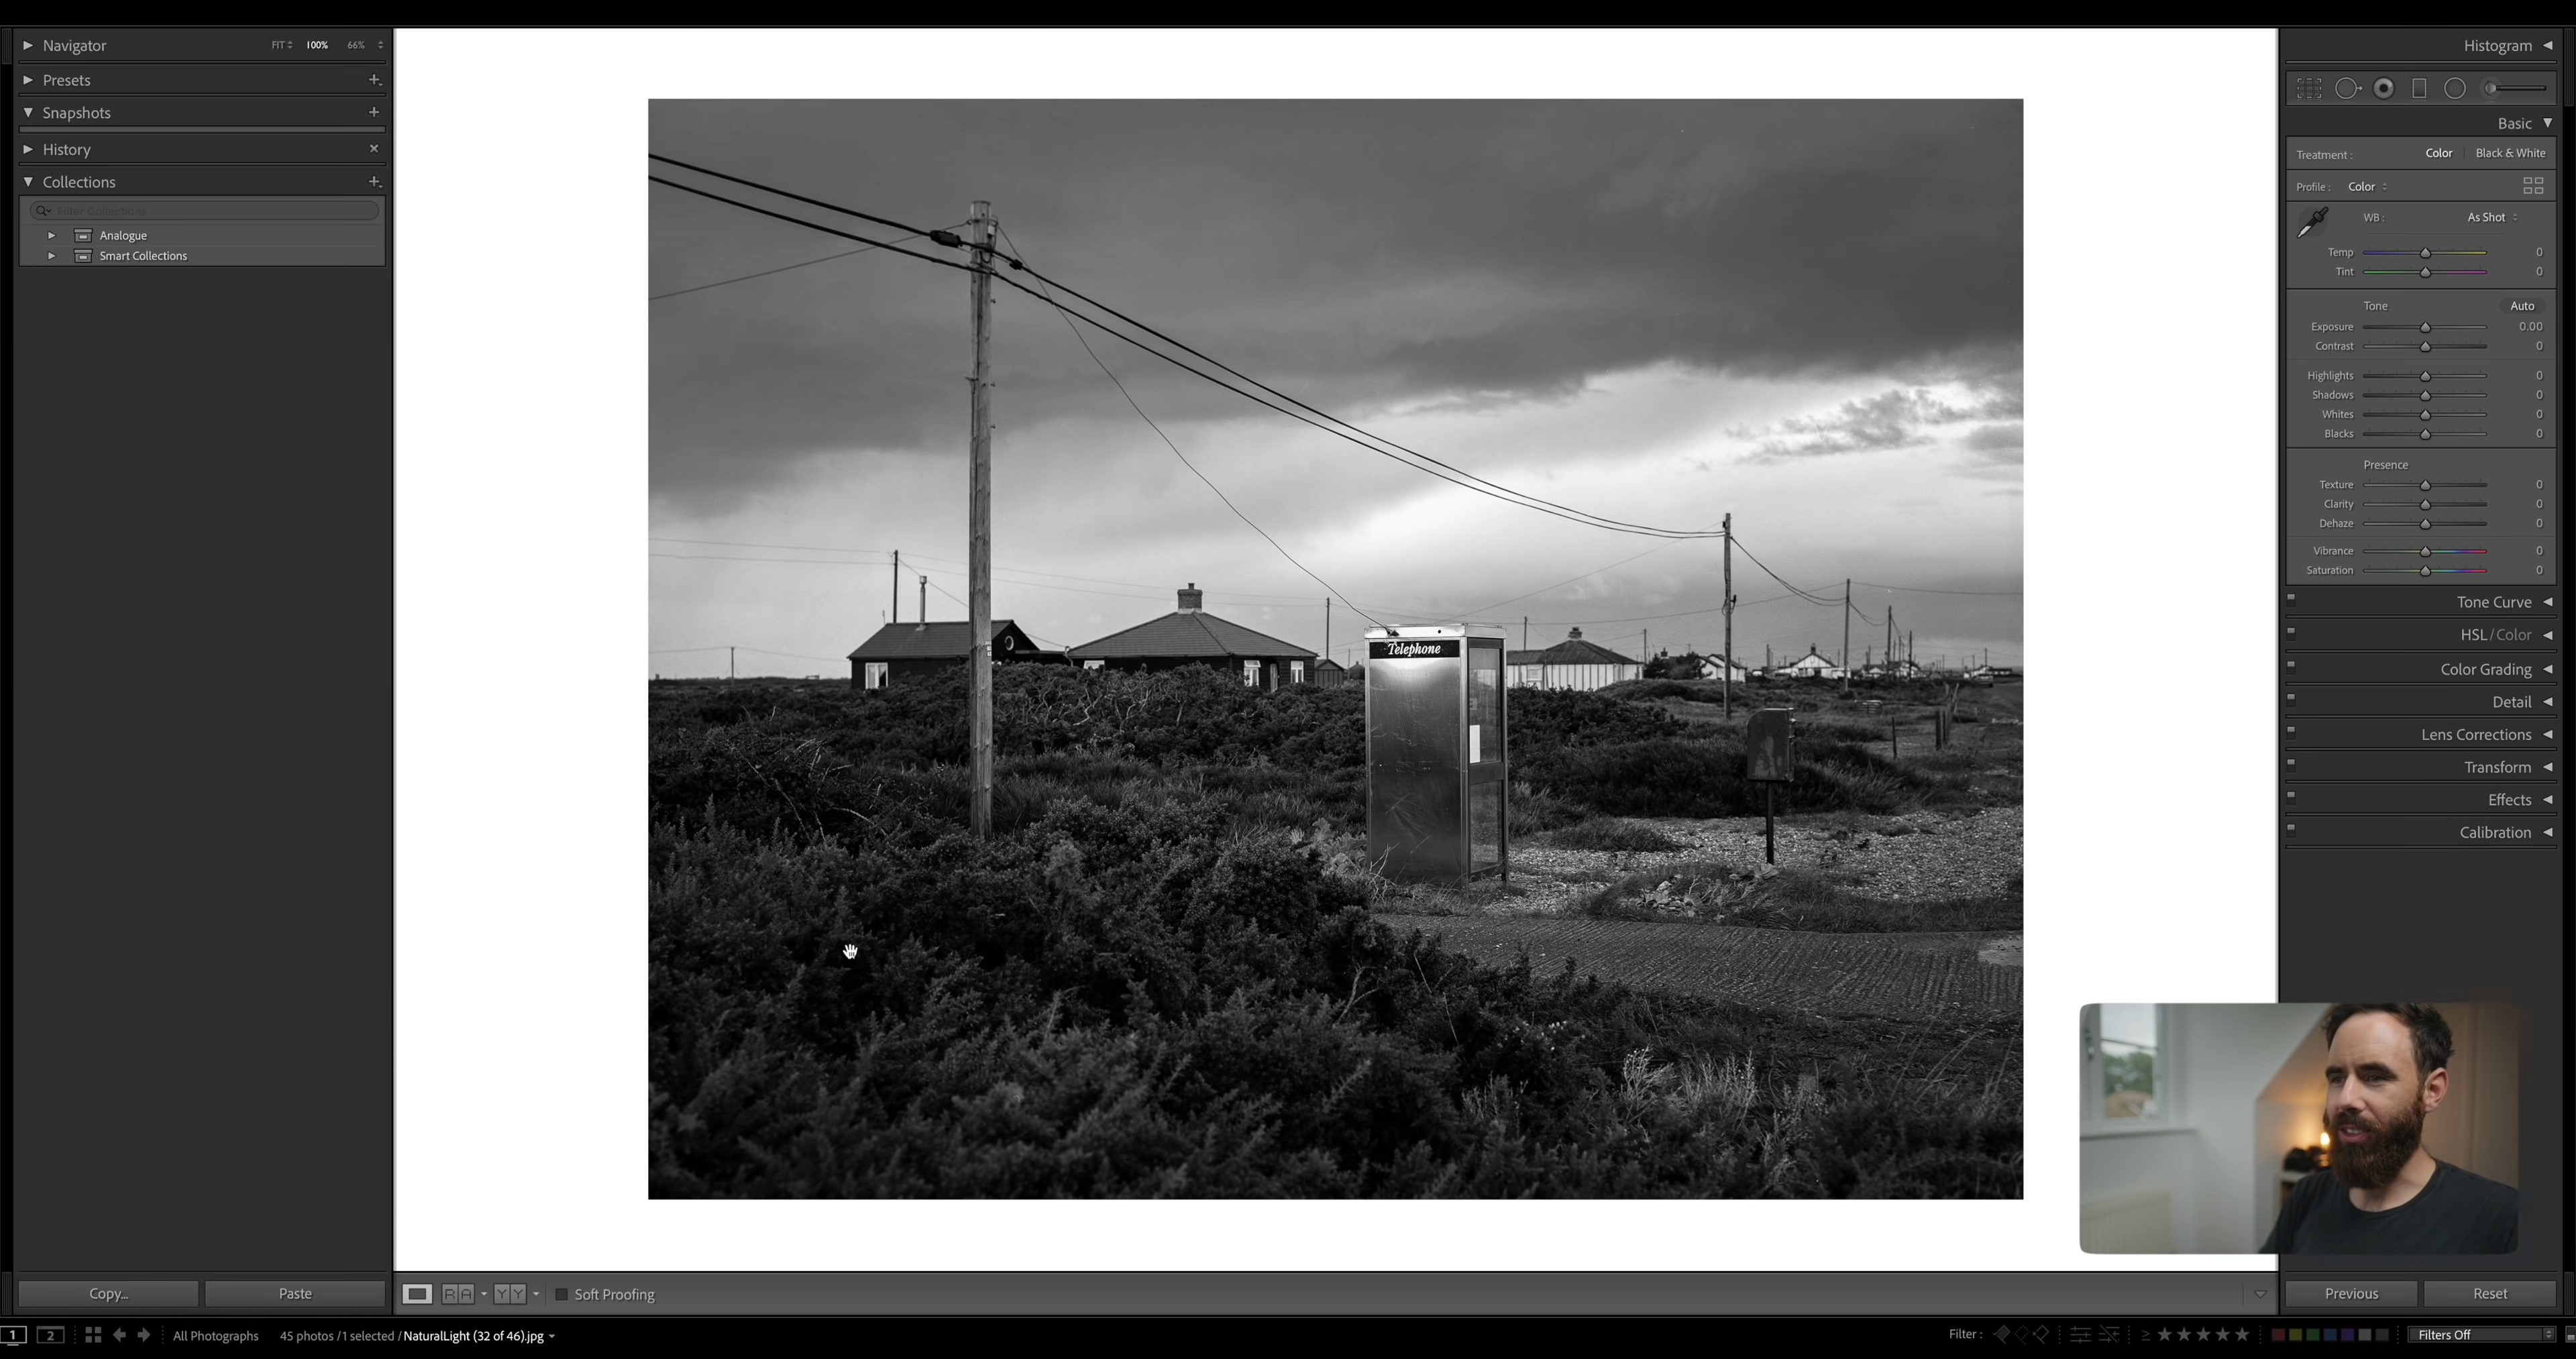 Navigator FIT 100% 66%
Presets
Snapshots
History
Collections
Filter Collections
Analogue
Smart Collections
Copy...
Paste
Telephone
Soft Proofing
Histogram
Basic
Treatment : Color Black & White
Profile : Color
WB : As Shot
Temp 0
Tint 0
Tone Auto
Exposure 0.00
Contrast 0
Highlights 0
Shadows 0
Whites 0
Blacks 0
Presence
Texture 0
Clarity 0
Dehaze 0
Vibrance 0
Saturation 0
Tone Curve
HSL / Color
Color Grading
Detail
Lens Corrections
Transform
Effects
Calibration
Previous
Reset
1 2 All Photographs 45 photos / 1 selected / NaturalLight (32 of 46).jpg
Filter : ≥ ★★★★★ Filters Off
R A Y Y